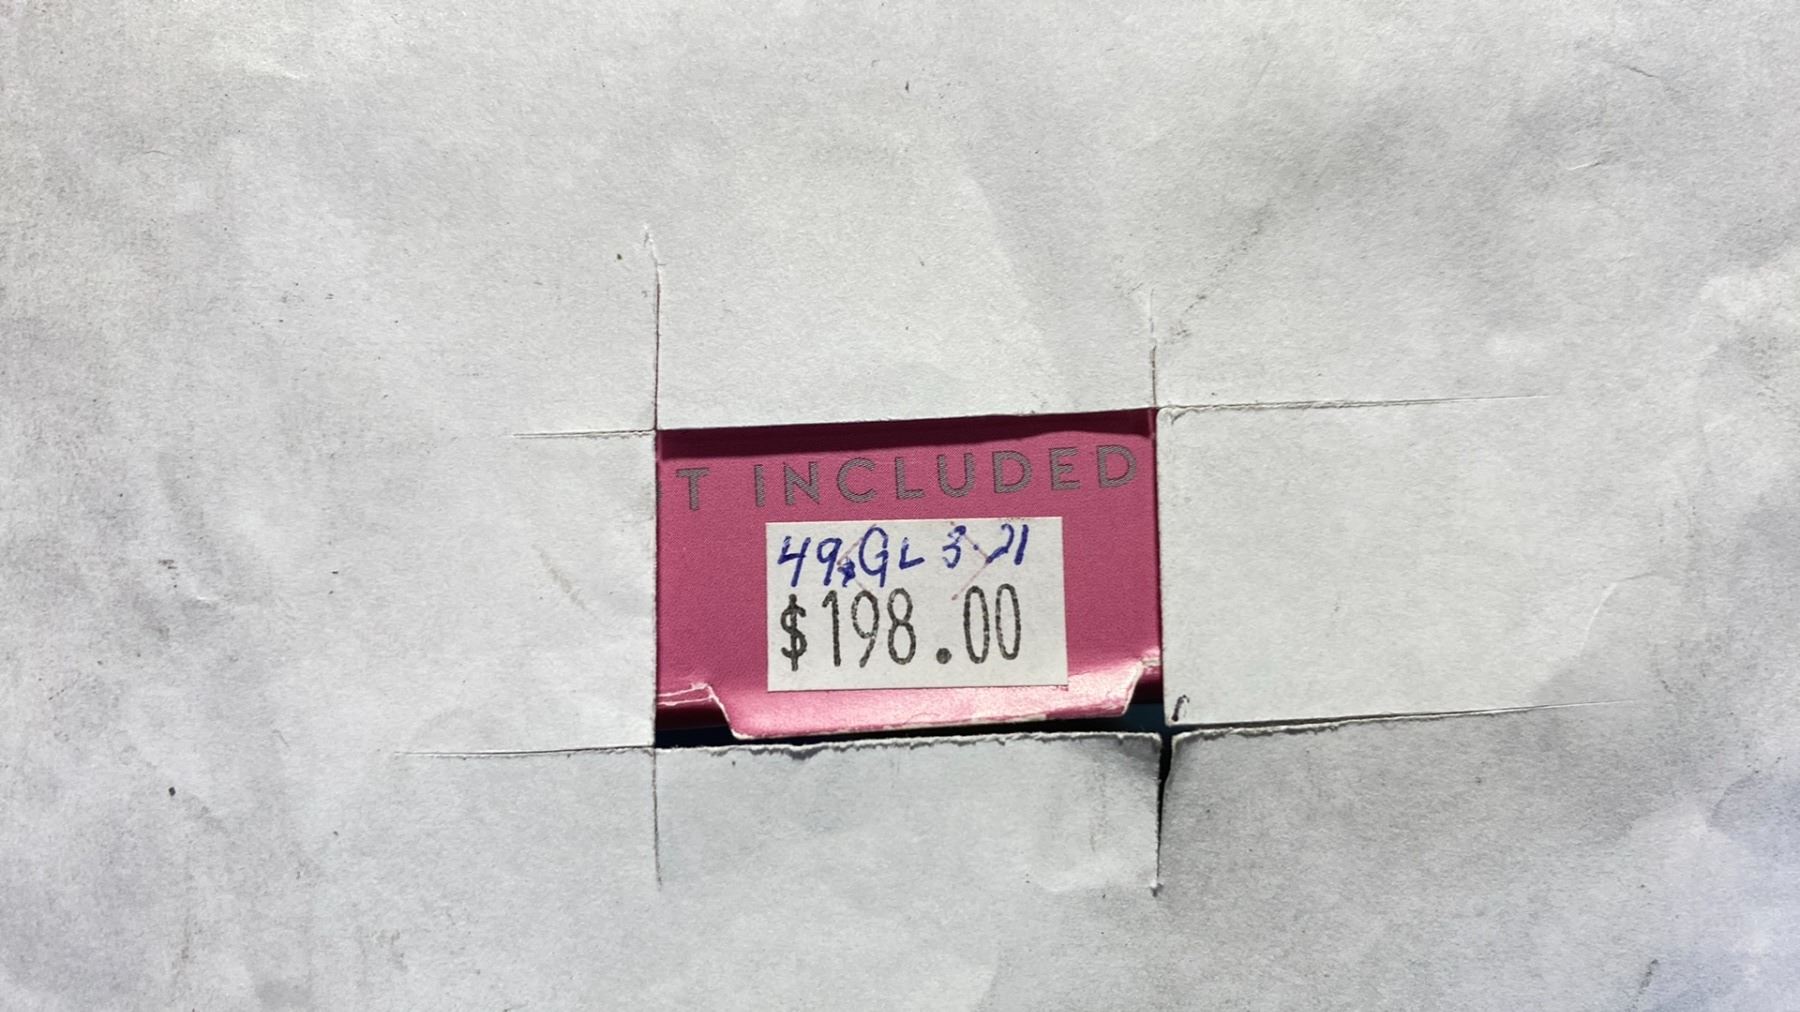 T INCLUDED
49 GL 3.21
$198.00